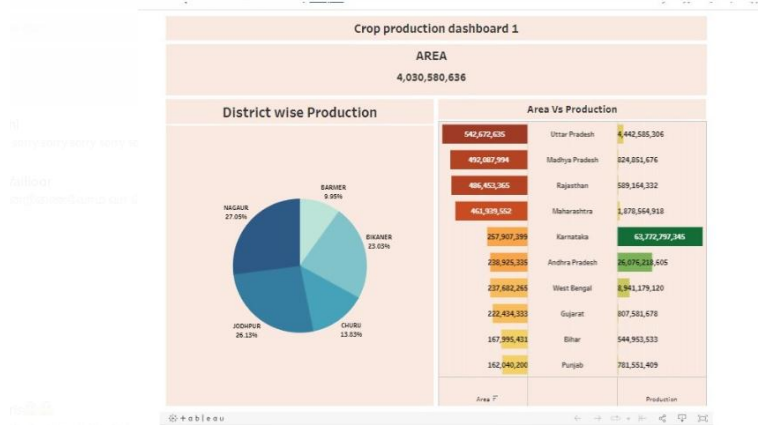 Crop production dashboard 1
AREA
4,030,580,636
District wise Production
BARMER
9.95%
NAGAUR
27.05%
BIKANER
23.03%
JODHPUR
26.13%
CHURU
13.83%
Area Vs Production
542,672,635 Uttar Pradesh 4,442,585,306
492,087,994 Madhya Pradesh 824,851,676
486,453,365 Rajasthan 589,164,332
461,939,552 Maharashtra 1,878,564,918
257,907,399 Karnataka 63,772,797,345
238,925,335 Andhra Pradesh 26,076,218,605
237,682,265 West Bengal 8,941,179,120
222,434,333 Gujarat 807,581,678
167,995,431 Bihar 544,953,533
162,040,200 Punjab 781,551,409
Area Production
+ableau